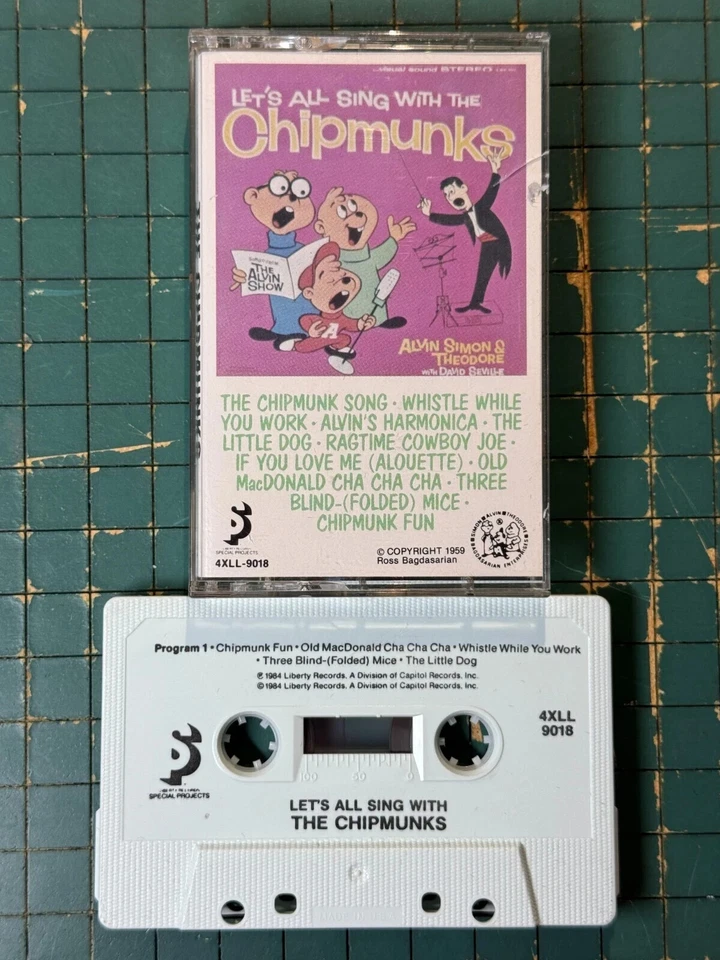 visual sound STEREO
LET'S ALL SING WITH THE
Chipmunks
THE
ALVIN
SHOW
A
ALVIN SIMON &
THEODORE
WITH DAVID SEVILLE
THE CHIPMUNK SONG • WHISTLE WHILE
YOU WORK • ALVIN'S HARMONICA • THE
LITTLE DOG • RAGTIME COWBOY JOE •
IF YOU LOVE ME (ALOUETTE) • OLD
MacDONALD CHA CHA CHA • THREE
BLIND-(FOLDED) MICE •
CHIPMUNK FUN
SPECIAL PROJECTS
4XLL-9018
© COPYRIGHT 1959
Ross Bagdasarian
SIMON • ALVIN • THEODORE
BAGDASARIAN ENTERPRISES
Program 1 • Chipmunk Fun • Old MacDonald Cha Cha Cha • Whistle While You Work
• Three Blind-(Folded) Mice • The Little Dog
℗ 1984 Liberty Records, A Division of Capitol Records, Inc.
© 1984 Liberty Records, A Division of Capitol Records, Inc.
4XLL
9018
SPECIAL PROJECTS
100 50 0
LET'S ALL SING WITH
THE CHIPMUNKS